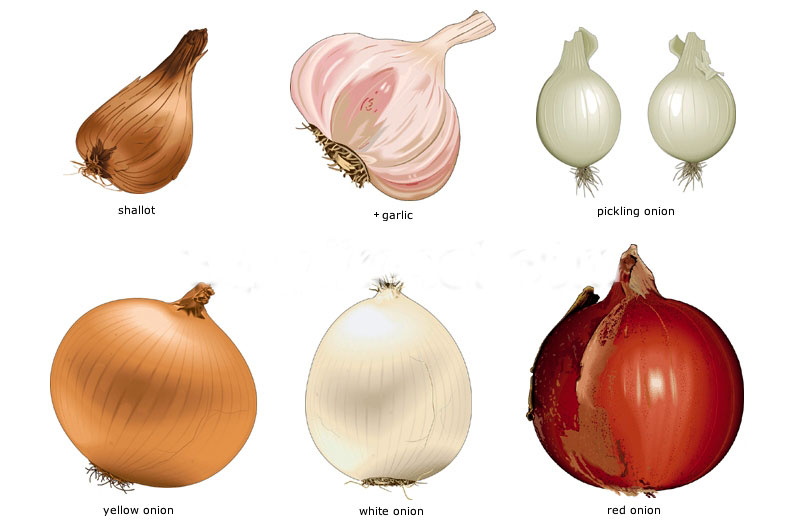 shallot
+ garlic
pickling onion
yellow onion
white onion
red onion